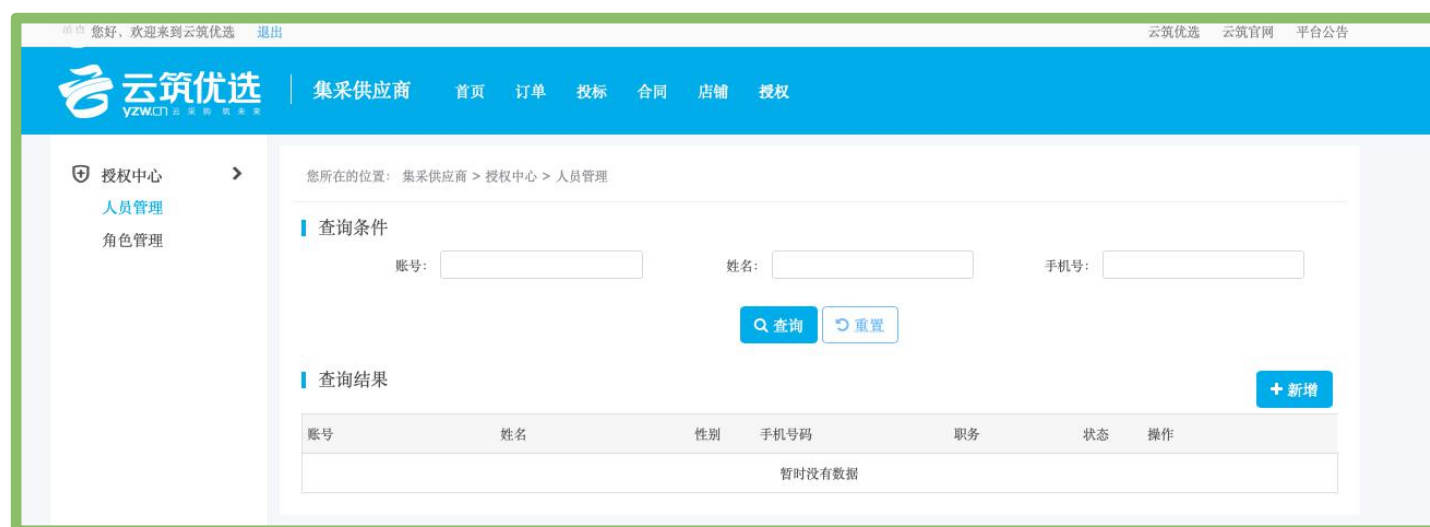 您好，欢迎来到云筑优选 退出 云筑优选 云筑官网 平台公告
云筑优选 集采供应商 首页 订单 投标 合同 店铺 授权
yzw.cn 云采购 筑未来
授权中心
人员管理
角色管理
您所在的位置： 集采供应商 > 授权中心 > 人员管理
查询条件
账号： 姓名： 手机号：
查询 重置
查询结果
新增
账号 姓名 性别 手机号码 职务 状态 操作
暂时没有数据